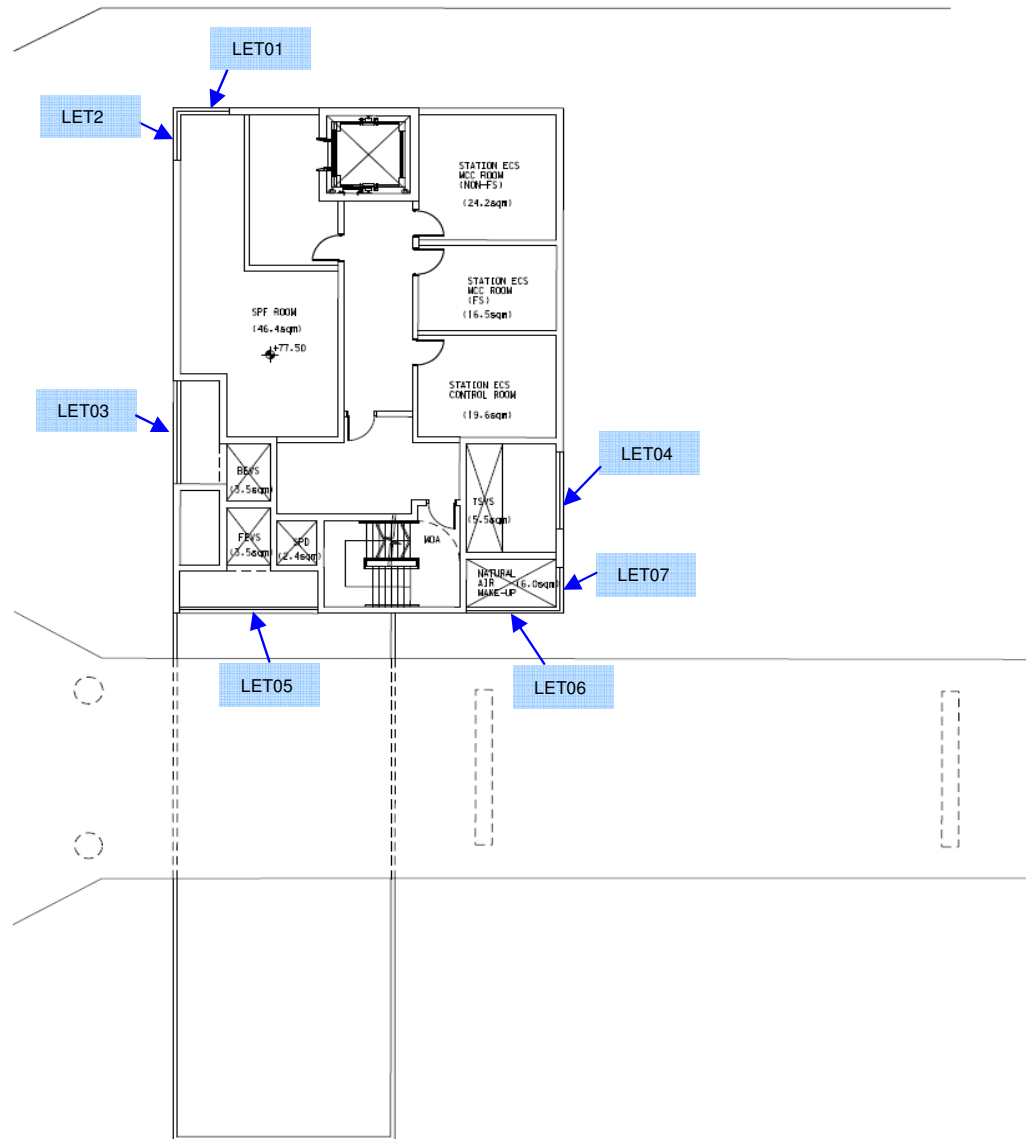 LET01
LET2
STATION ECS
MCC ROOM
(NON-FS)
(24.2sqm)
STATION ECS
MCC ROOM
(FS)
(16.5sqm)
SPF ROOM
(46.4sqm)
+77.50
STATION ECS
CONTROL ROOM
(19.6sqm)
LET03
LET04
BEVS
(3.5sqm)
TSVS
(5.5sqm)
FEVS
(3.5sqm)
SPD
(2.4sqm)
MOA
NATURAL
AIR (6.0sqm)
MAKE-UP
LET07
LET05
LET06